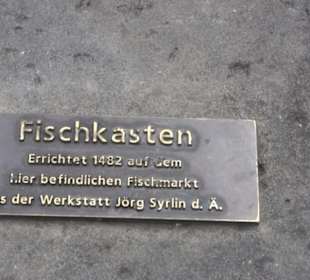 Fischkasten
Errichtet 1482 auf dem
hier befindlichen Fischmarkt
s der Werkstatt Jörg Syrlin d. Ä.